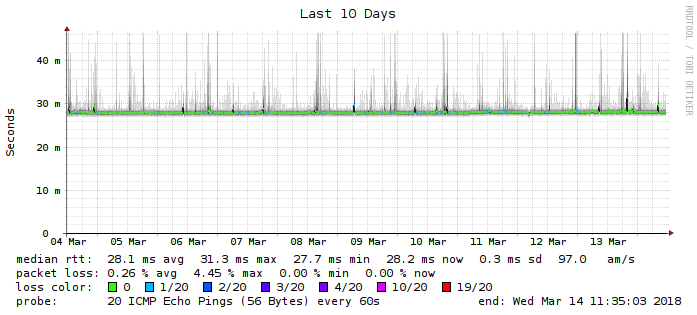 Last 10 Days
RRDTOOL / TOBI OETIKER
Seconds
40 m
30 m
20 m
10 m
0
04 Mar 05 Mar 06 Mar 07 Mar 08 Mar 09 Mar 10 Mar 11 Mar 12 Mar 13 Mar
median rtt: 28.1 ms avg 31.3 ms max 27.7 ms min 28.2 ms now 0.3 ms sd 97.0 am/s
packet loss: 0.26 % avg 4.45 % max 0.00 % min 0.00 % now
loss color: 0 1/20 2/20 3/20 4/20 10/20 19/20
probe: 20 ICMP Echo Pings (56 Bytes) every 60s end: Wed Mar 14 11:35:03 2018